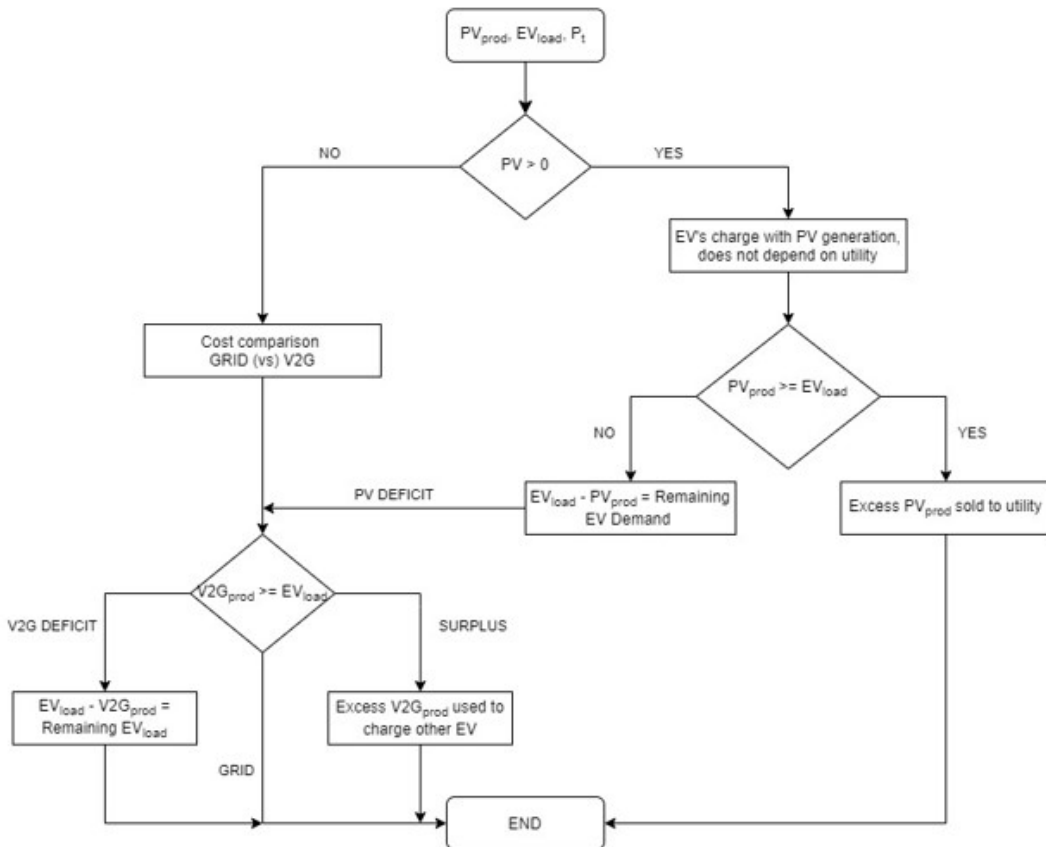 PVprod, EVload, Pt
NO
YES
PV > 0
EV's charge with PV generation,
does not depend on utility
Cost comparison
GRID (vs) V2G
PVprod >= EVload
NO
YES
PV DEFICIT
EVload - PVprod = Remaining
EV Demand
Excess PVprod sold to utility
V2Gprod >= EVload
V2G DEFICIT
SURPLUS
EVload - V2Gprod =
Remaining EVload
Excess V2Gprod used to
charge other EV
GRID
END